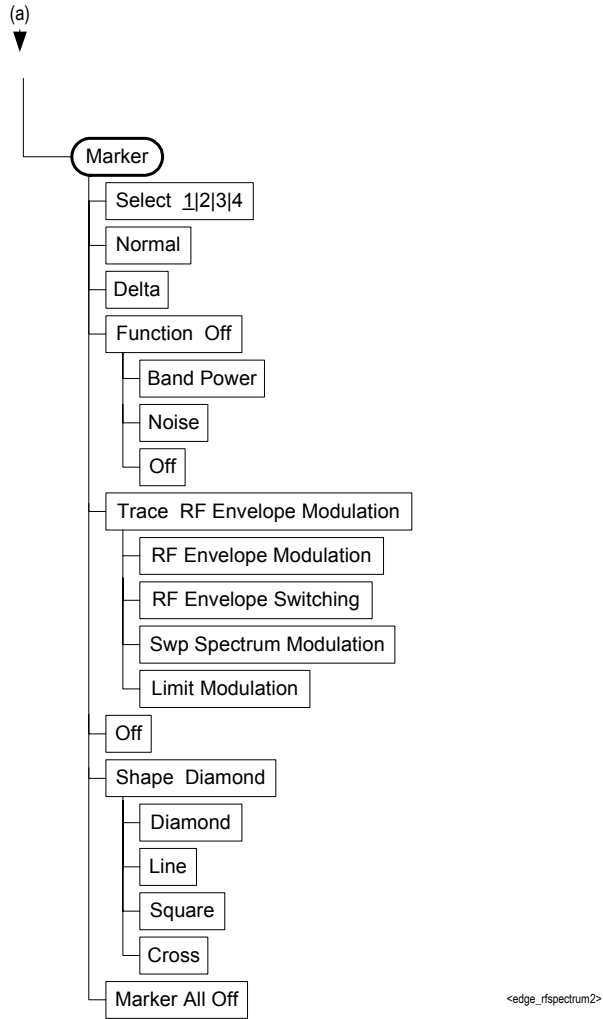 (a)
Marker
Select 1|2|3|4
Normal
Delta
Function Off
Band Power
Noise
Off
Trace RF Envelope Modulation
RF Envelope Modulation
RF Envelope Switching
Swp Spectrum Modulation
Limit Modulation
Off
Shape Diamond
Diamond
Line
Square
Cross
Marker All Off
<edge_rfspectrum2>